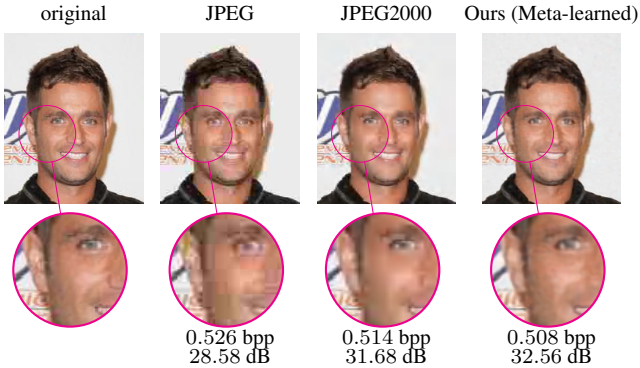 original JPEG JPEG2000 Ours (Meta-learned)
0.526 bpp 0.514 bpp 0.508 bpp
28.58 dB 31.68 dB 32.56 dB